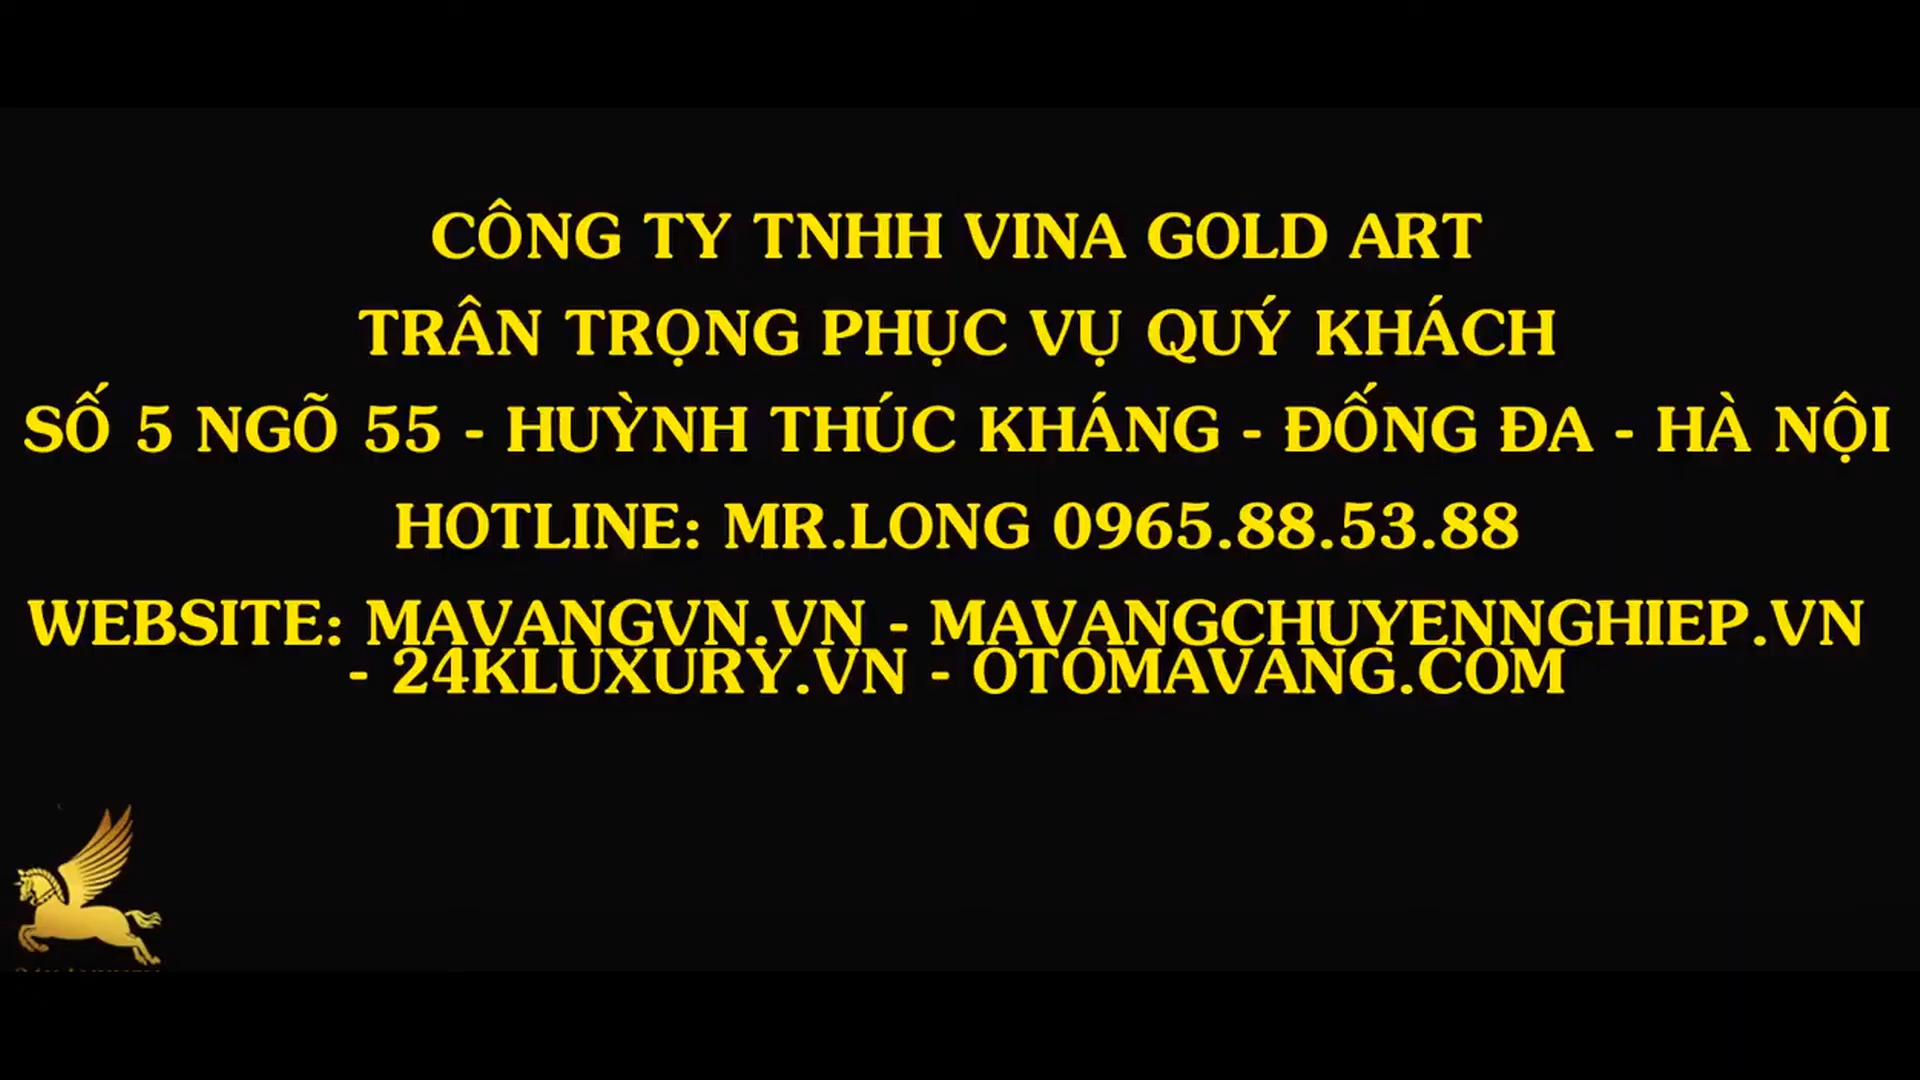 CÔNG TY TNHH VINA GOLD ART
TRÂN TRỌNG PHỤC VỤ QUÝ KHÁCH
SỐ 5 NGÕ 55 - HUỲNH THÚC KHÁNG - ĐỐNG ĐA - HÀ NỘI
HOTLINE: MR.LONG 0965.88.53.88
WEBSITE: MAVANGVN.VN - MAVANGCHUYENNGHIEP.VN
- 24KLUXURY.VN - OTOMAVANG.COM